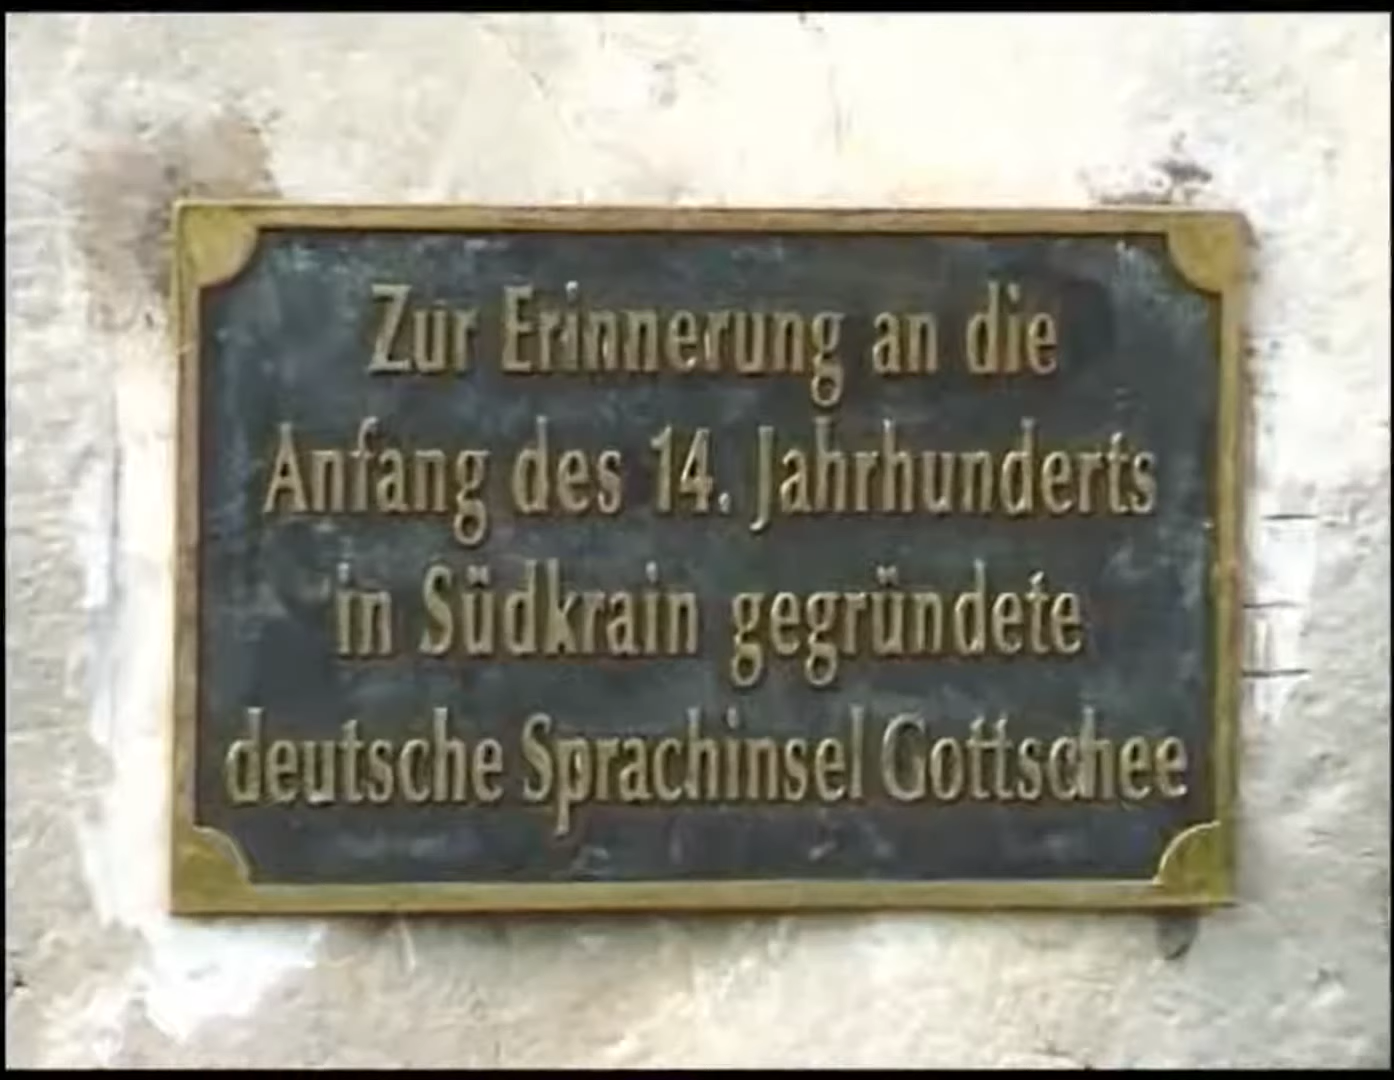 Zur Erinnerung an die
Anfang des 14. Jahrhunderts
in Südkrain gegründete
deutsche Sprachinsel Gottschee